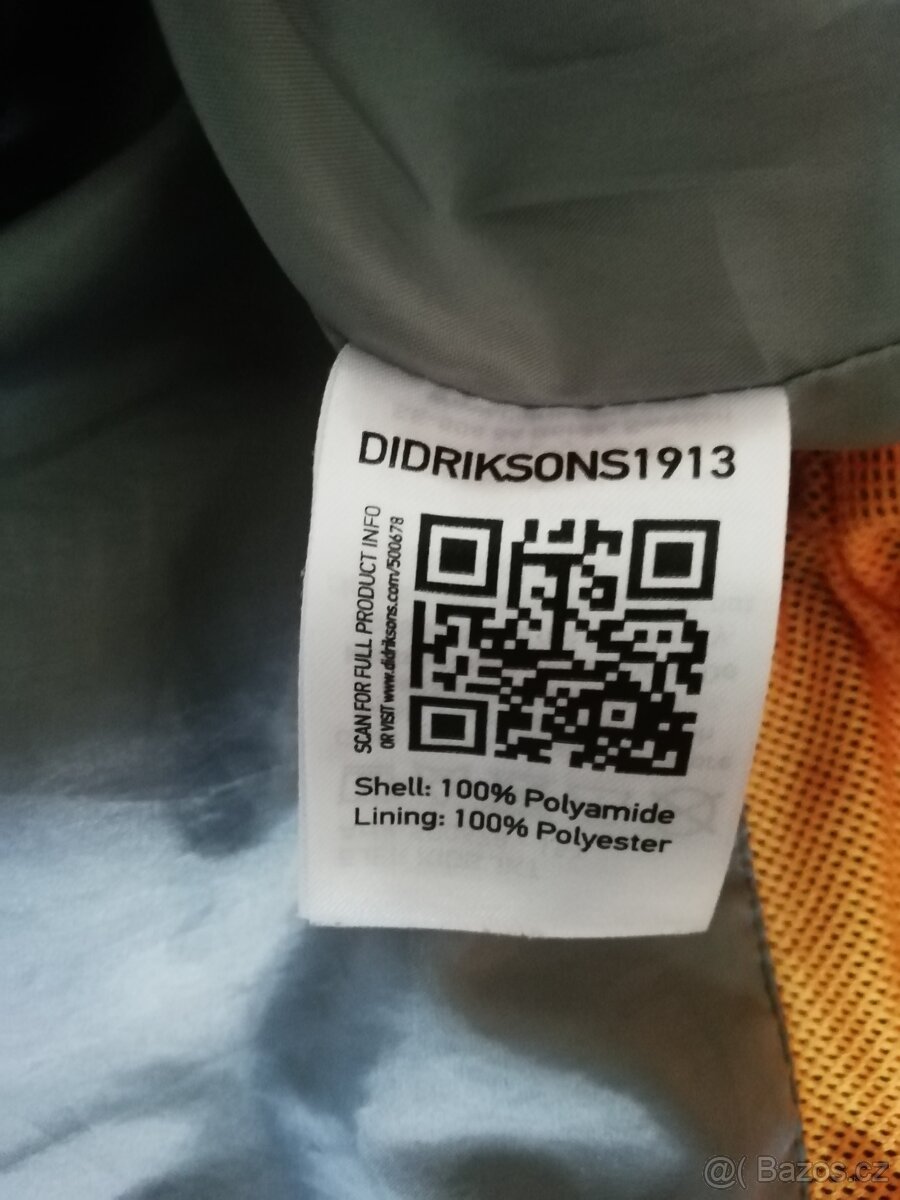 DIDRIKSONS1913
SCAN FOR FULL PRODUCT INFO
OR VISIT www.didriksons.com/500678
Shell: 100% Polyamide
Lining: 100% Polyester
@( Bazos.cz